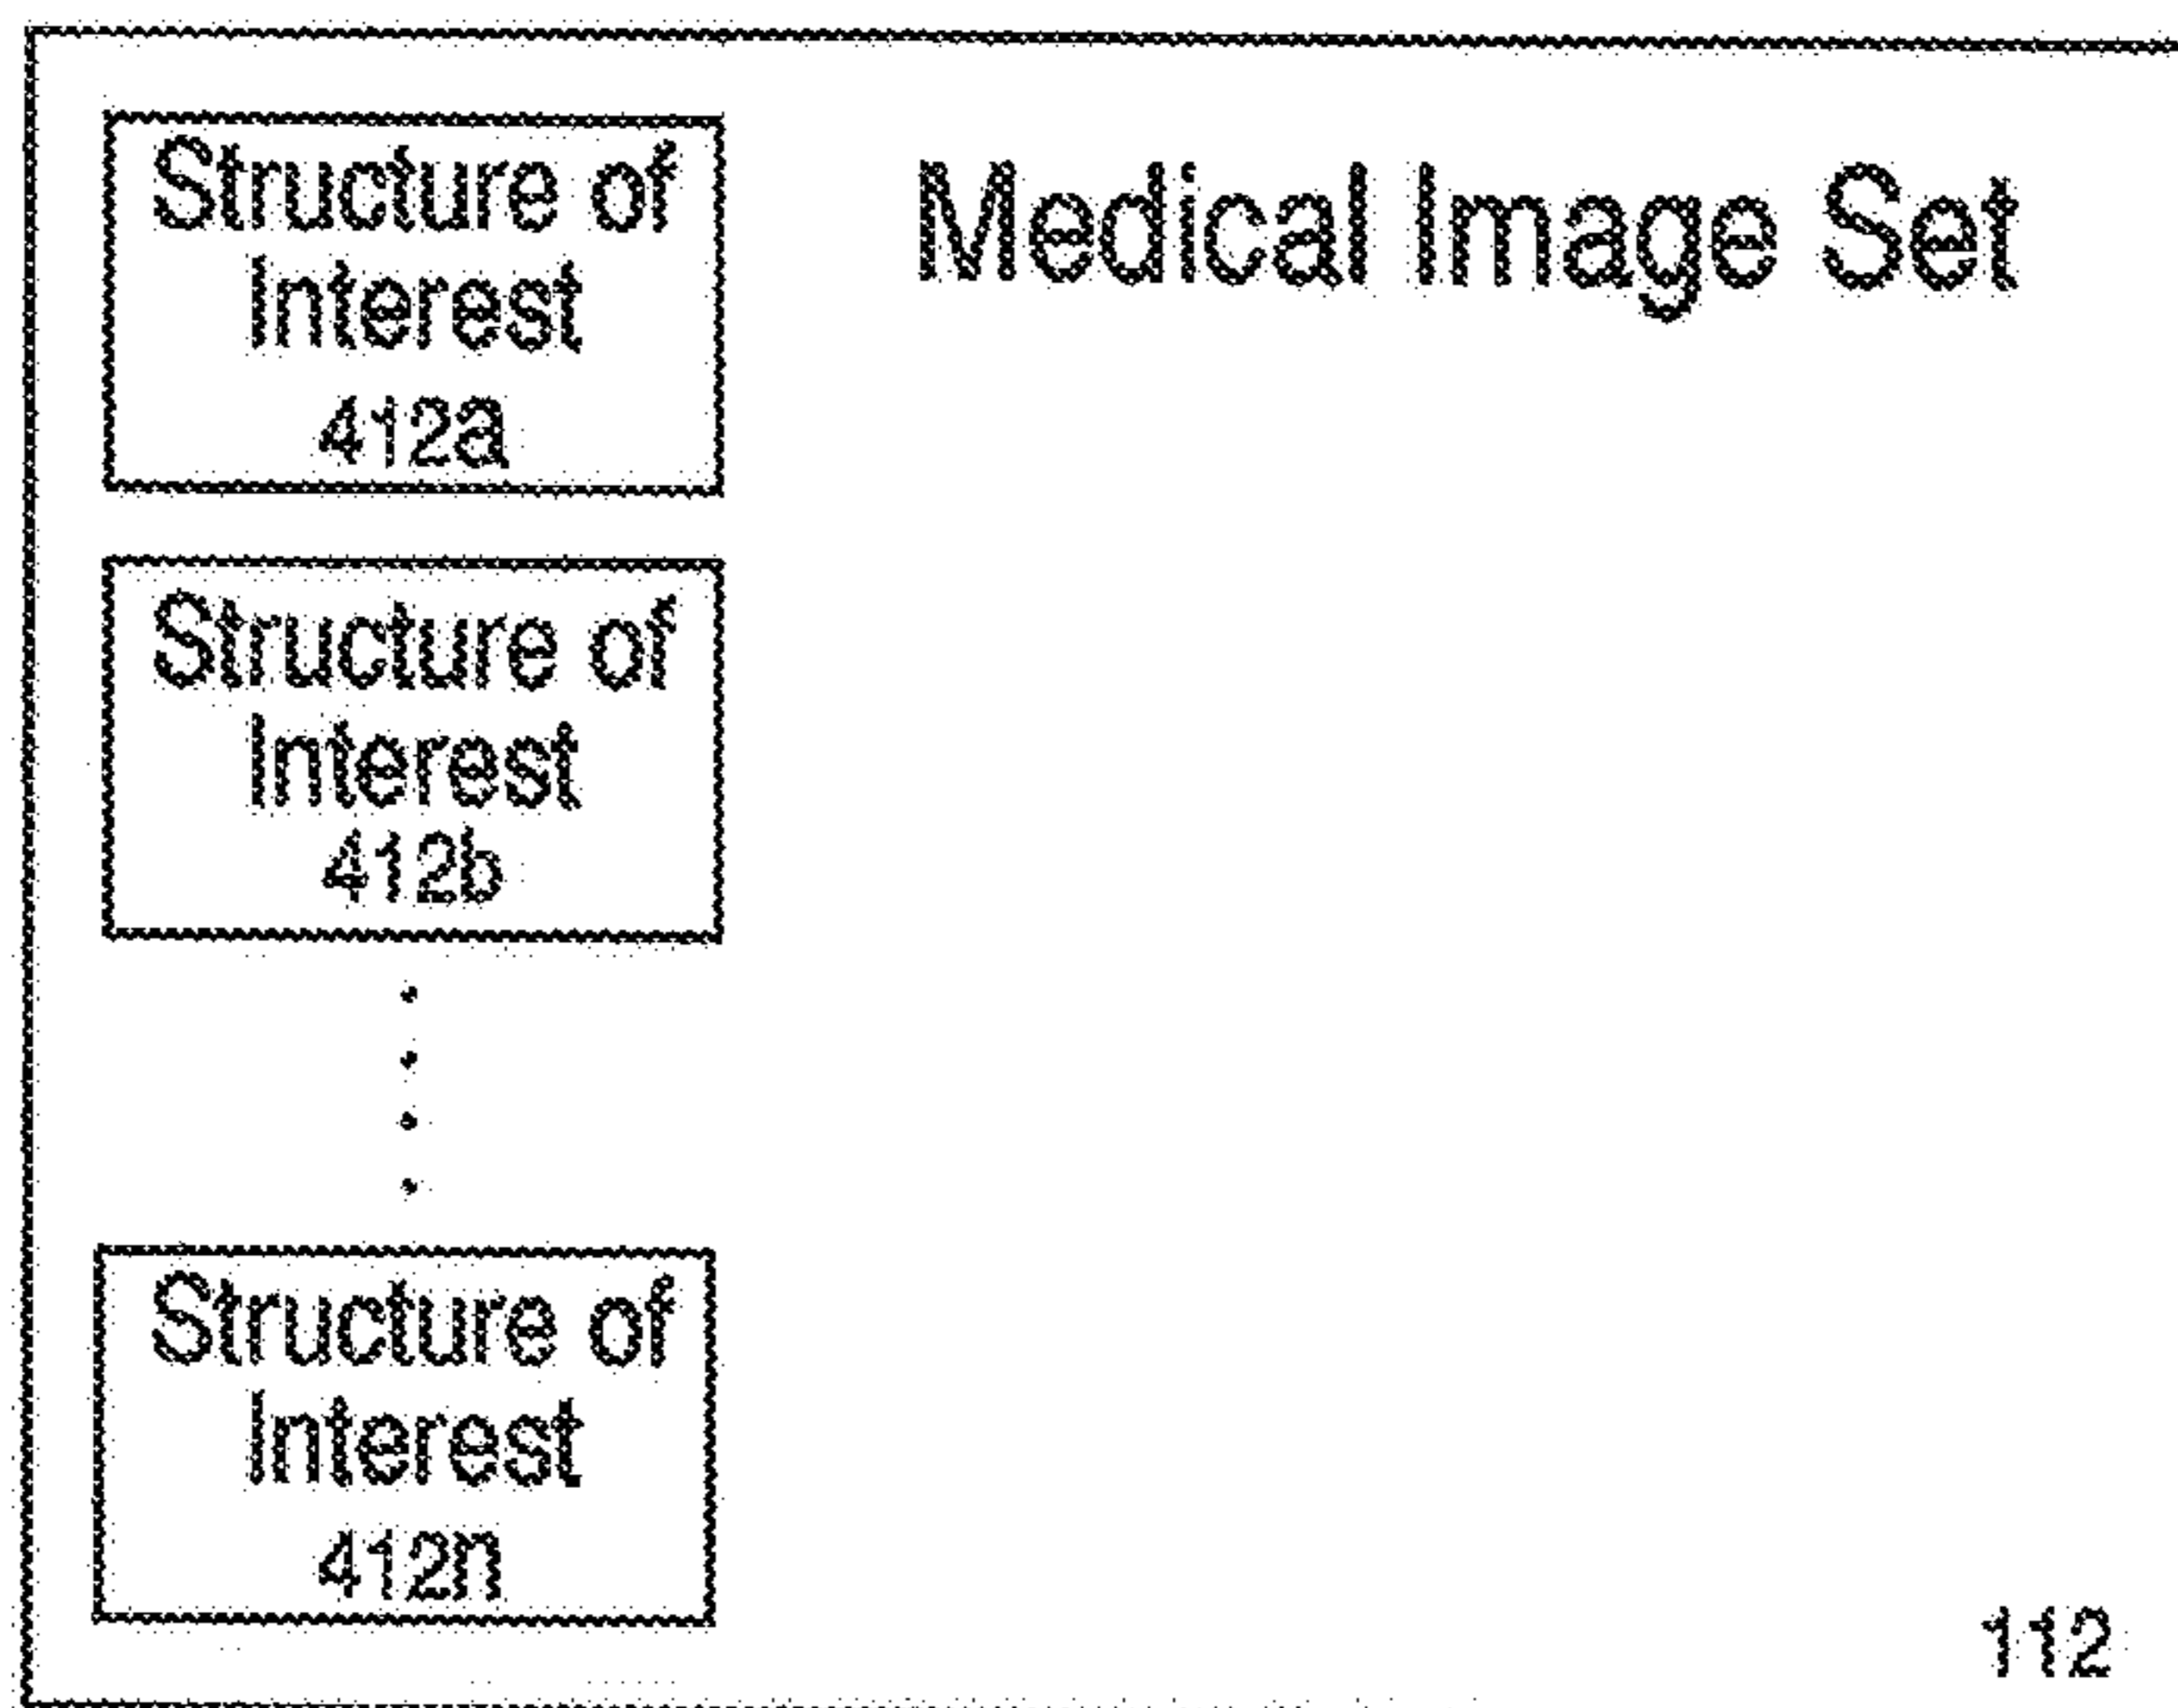 Structure of
Interest
412a
Medical Image Set
Structure of
Interest
412b
Structure of
Interest
412n
112